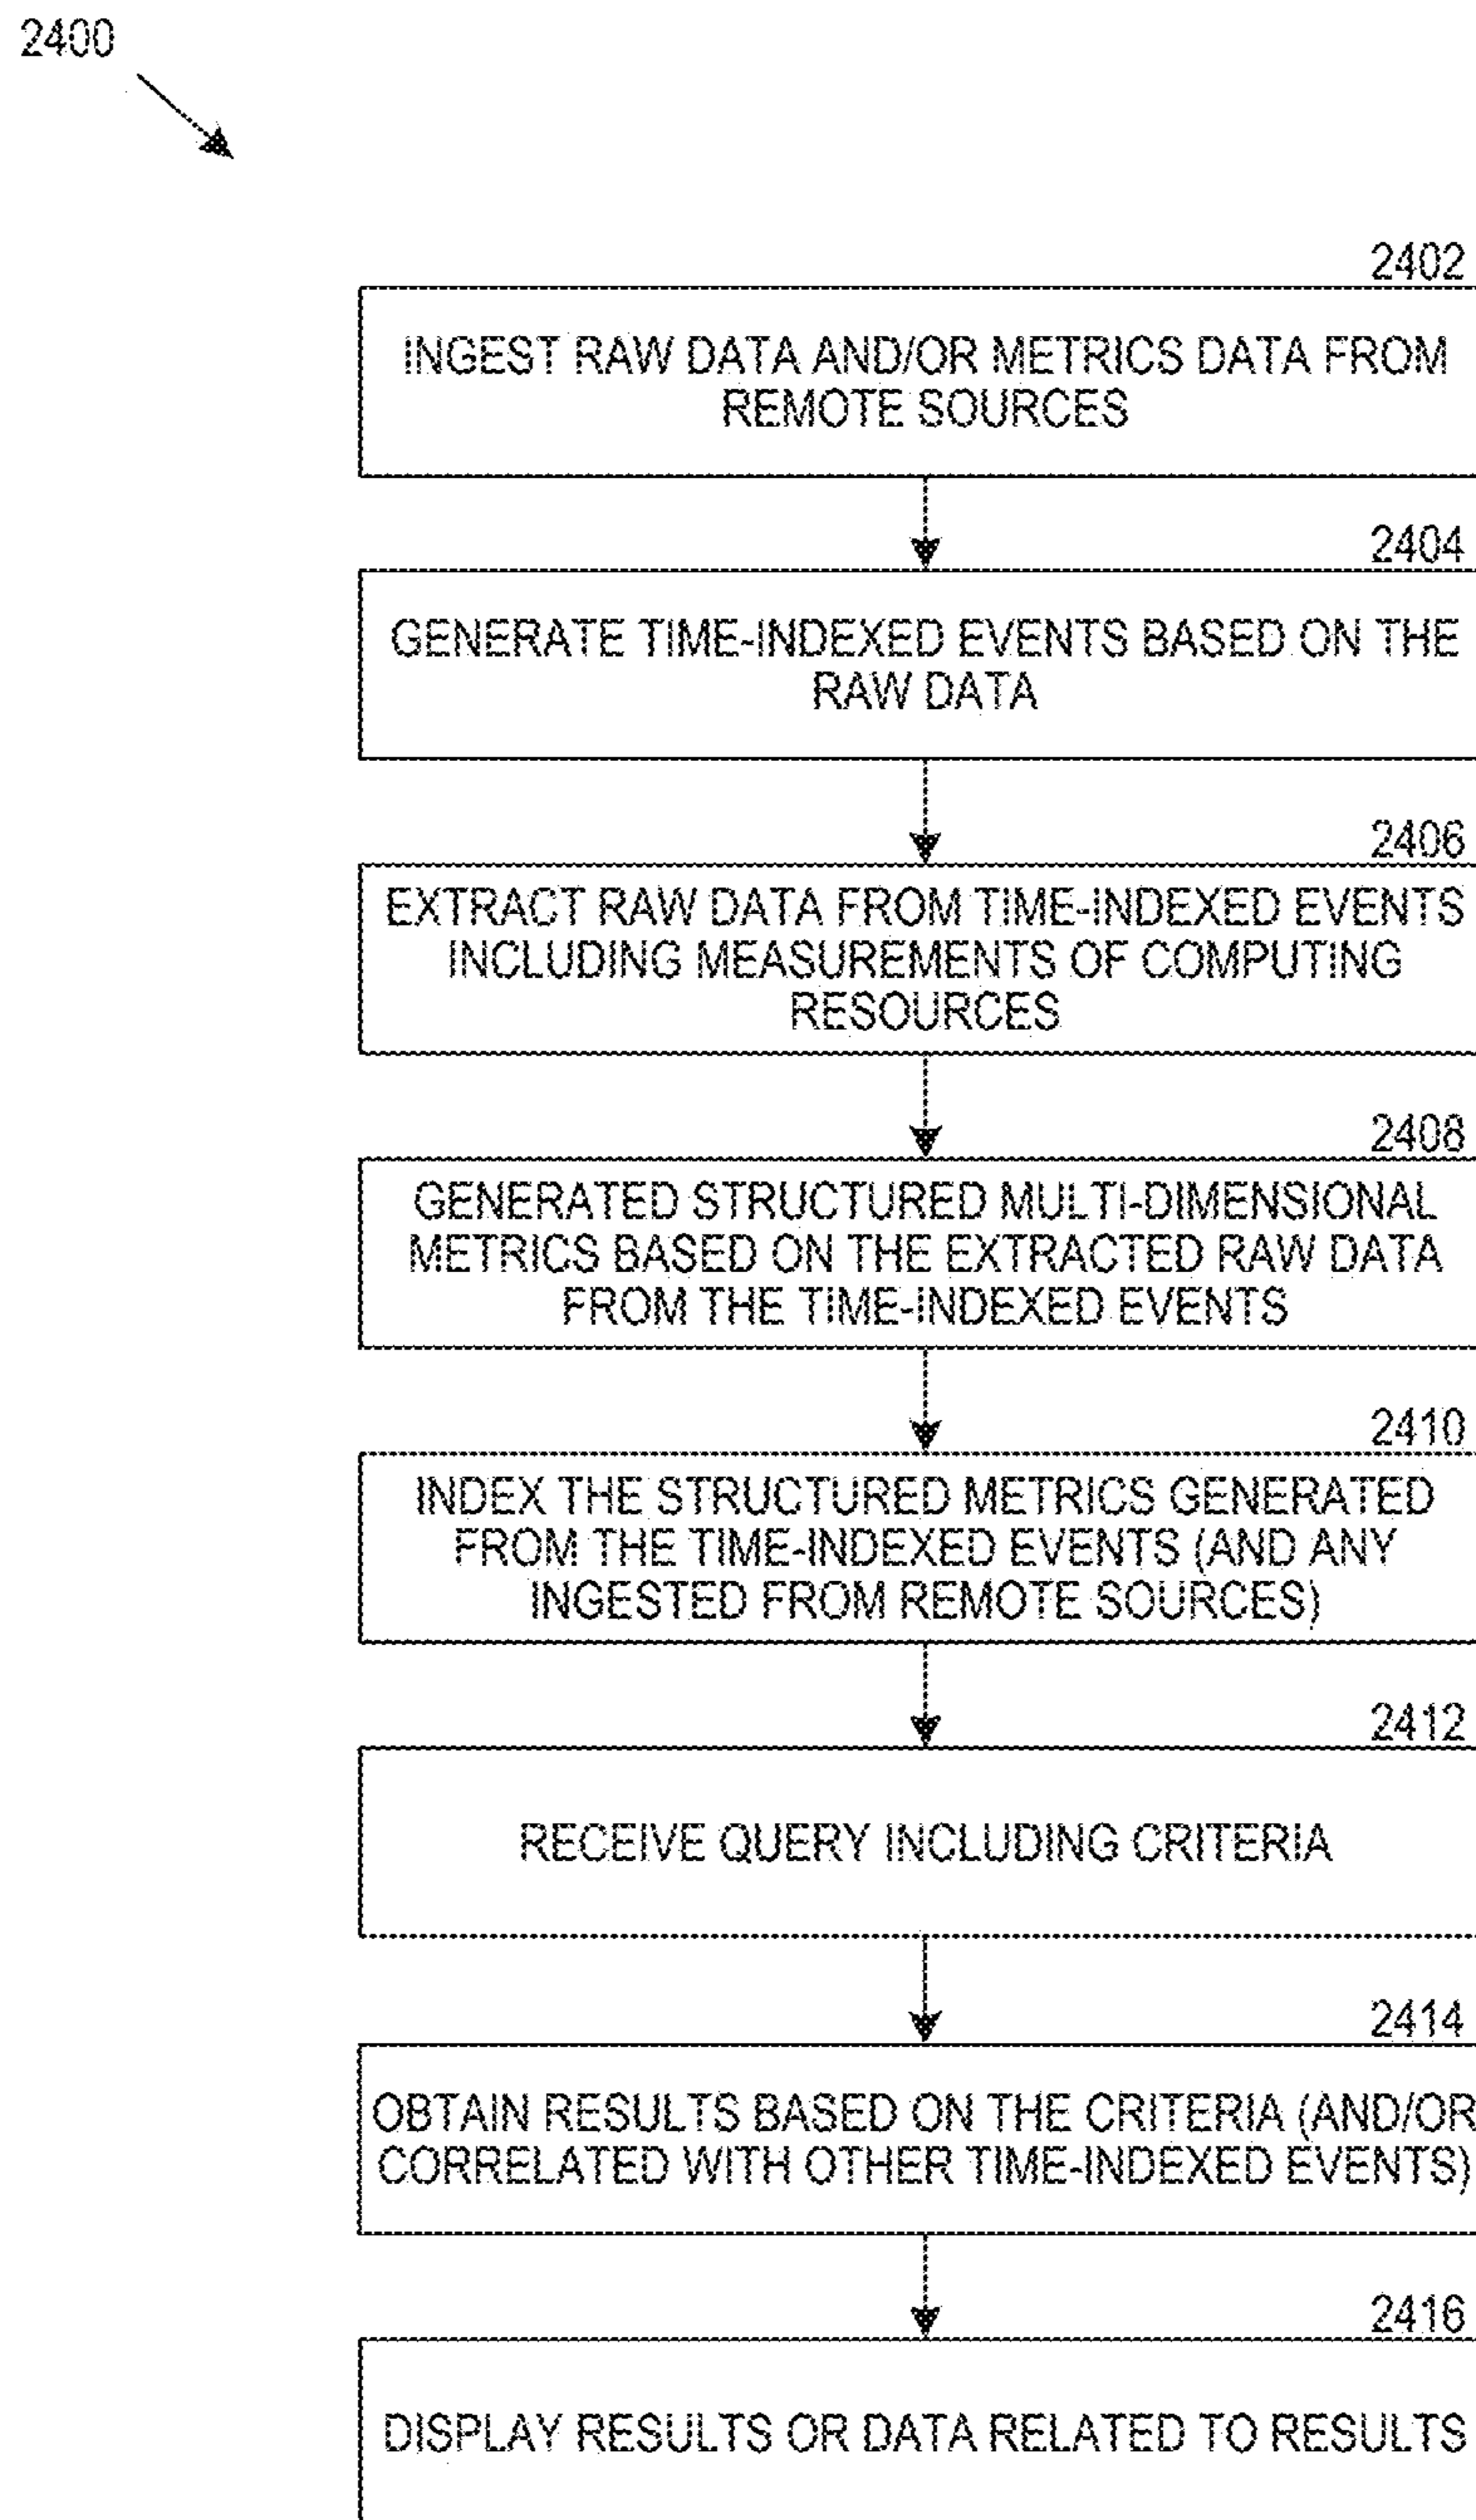 2400
2402
INGEST RAW DATA AND/OR METRICS DATA FROM
REMOTE SOURCES
2404
GENERATE TIME-INDEXED EVENTS BASED ON THE
RAW DATA
2406
EXTRACT RAW DATA FROM TIME-INDEXED EVENTS
INCLUDING MEASUREMENTS OF COMPUTING
RESOURCES
2408
GENERATED STRUCTURED MULTI-DIMENSIONAL
METRICS BASED ON THE EXTRACTED RAW DATA
FROM THE TIME-INDEXED EVENTS
2410
INDEX THE STRUCTURED METRICS GENERATED
FROM THE TIME-INDEXED EVENTS (AND ANY
INGESTED FROM REMOTE SOURCES)
2412
RECEIVE QUERY INCLUDING CRITERIA
2414
OBTAIN RESULTS BASED ON THE CRITERIA (AND/OR
CORRELATED WITH OTHER TIME-INDEXED EVENTS)
2416
DISPLAY RESULTS OR DATA RELATED TO RESULTS